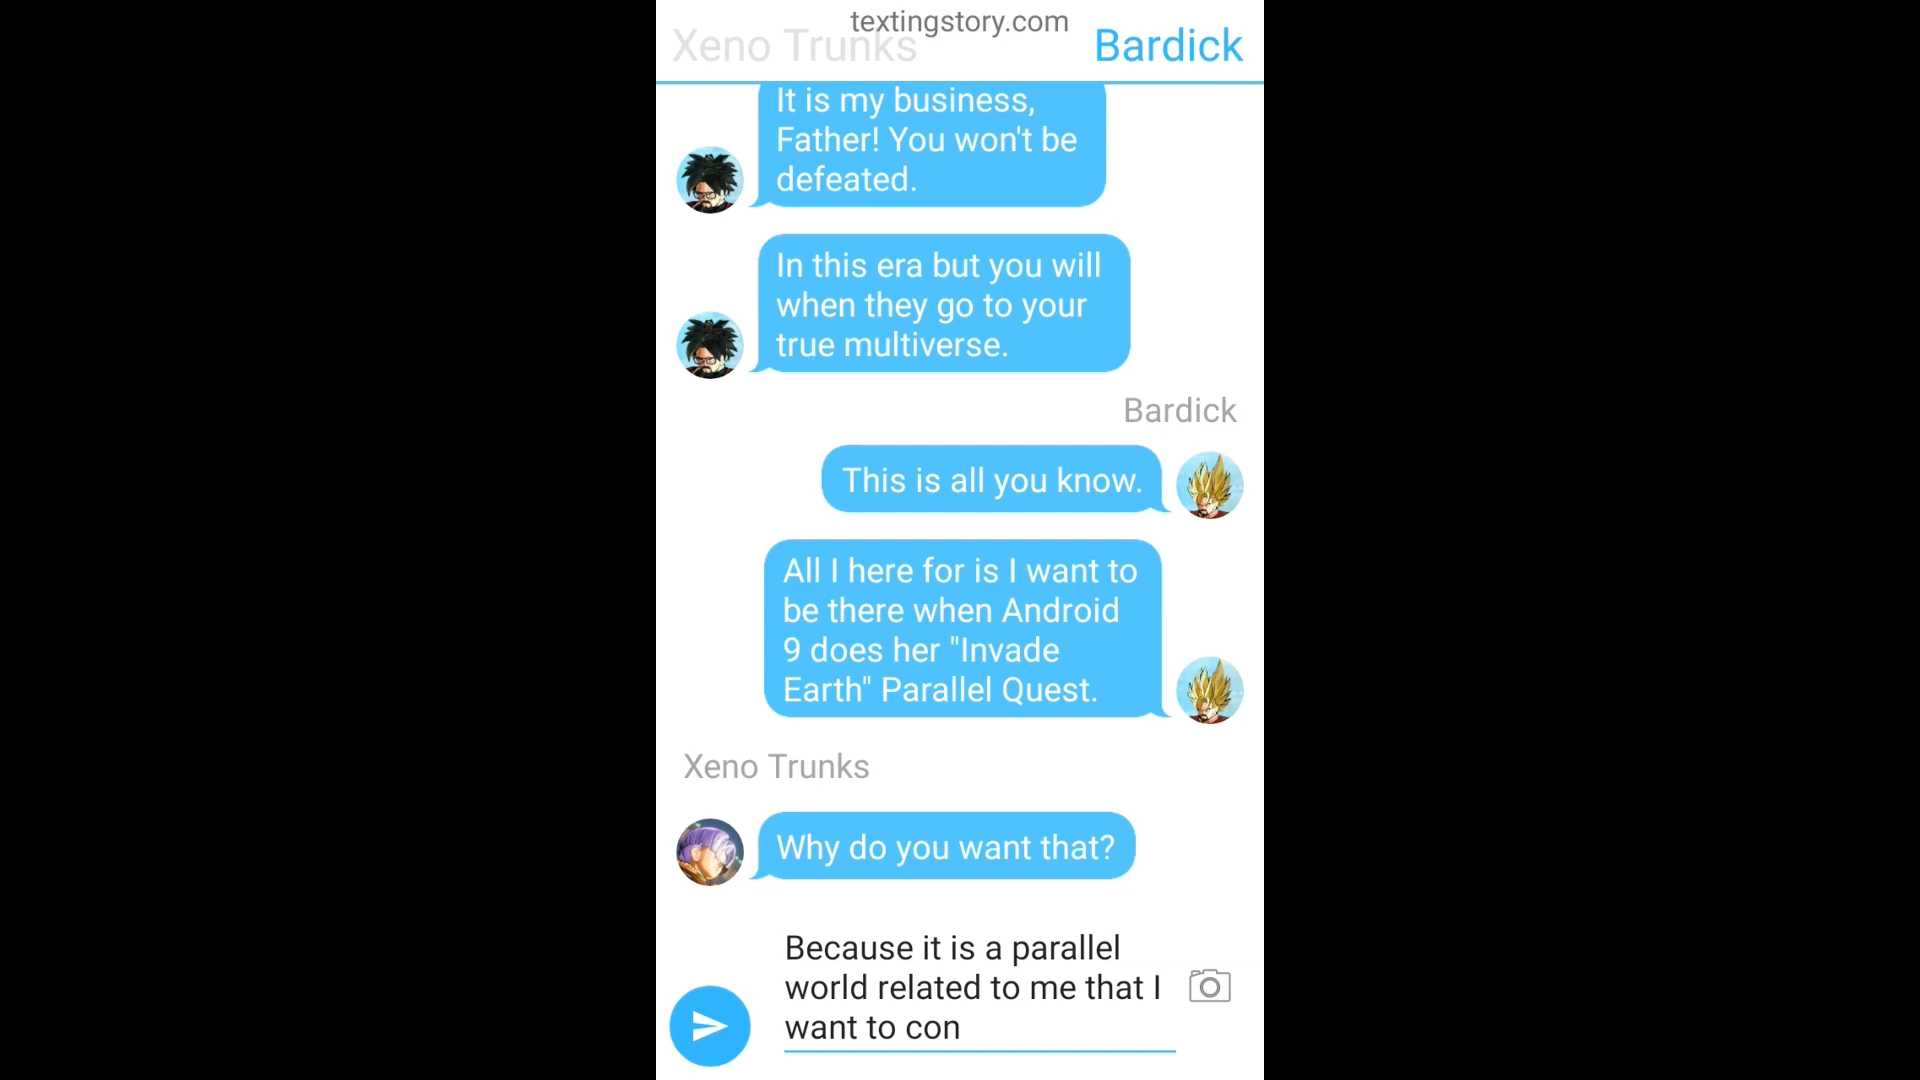 textingstory.com
Xeno Trunks
Bardick
It is my business,
Father! You won't be
defeated.
In this era but you will
when they go to your
true multiverse.
Bardick
This is all you know.
All I here for is I want to
be there when Android
9 does her "Invade
Earth" Parallel Quest.
Xeno Trunks
Why do you want that?
Because it is a parallel
world related to me that I
want to con